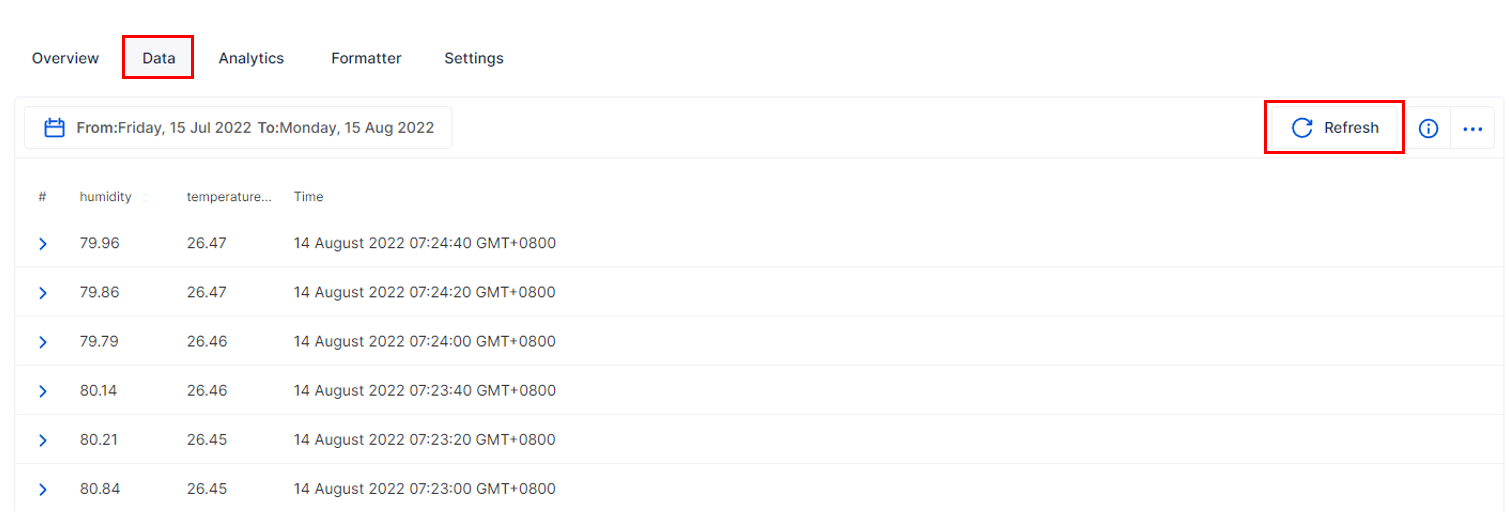 Overview Data Analytics Formatter Settings
From:Friday, 15 Jul 2022 To:Monday, 15 Aug 2022 Refresh
# humidity temperature... Time
79.96 26.47 14 August 2022 07:24:40 GMT+0800
79.86 26.47 14 August 2022 07:24:20 GMT+0800
79.79 26.46 14 August 2022 07:24:00 GMT+0800
80.14 26.46 14 August 2022 07:23:40 GMT+0800
80.21 26.45 14 August 2022 07:23:20 GMT+0800
80.84 26.45 14 August 2022 07:23:00 GMT+0800